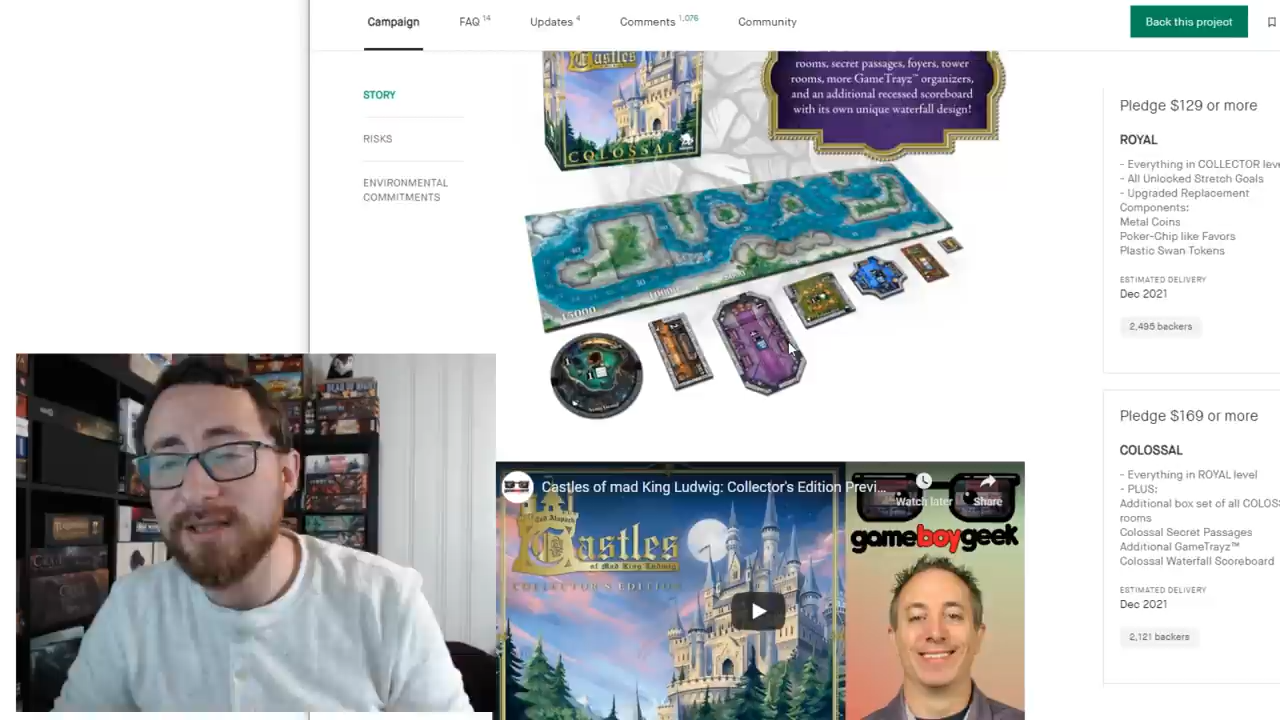 Campaign
FAQ 14
Updates 4
Comments 1,076
Community
Back this project
STORY
RISKS
ENVIRONMENTAL
COMMITMENTS
Castles
COLOSSAL
rooms, secret passages, foyers, tower
rooms, more GameTrayz™ organizers,
and an additional recessed scoreboard
with its own unique waterfall design!
15000
10000
5000
Pledge $129 or more
ROYAL
- Everything in COLLECTOR leve
- All Unlocked Stretch Goals
- Upgraded Replacement
Components:
Metal Coins
Poker-Chip like Favors
Plastic Swan Tokens
ESTIMATED DELIVERY
Dec 2021
2,495 backers
Pledge $169 or more
COLOSSAL
- Everything in ROYAL level
- PLUS:
Additional box set of all COLOSS
rooms
Colossal Secret Passages
Additional GameTrayz™
Colossal Waterfall Scoreboard
ESTIMATED DELIVERY
Dec 2021
2,121 backers
Castles of mad King Ludwig: Collector's Edition Previ...
Watch later
Share
Ted Alspach
Castles
of Mad King Ludwig
COLLECTOR'S EDITION
gameboygeek